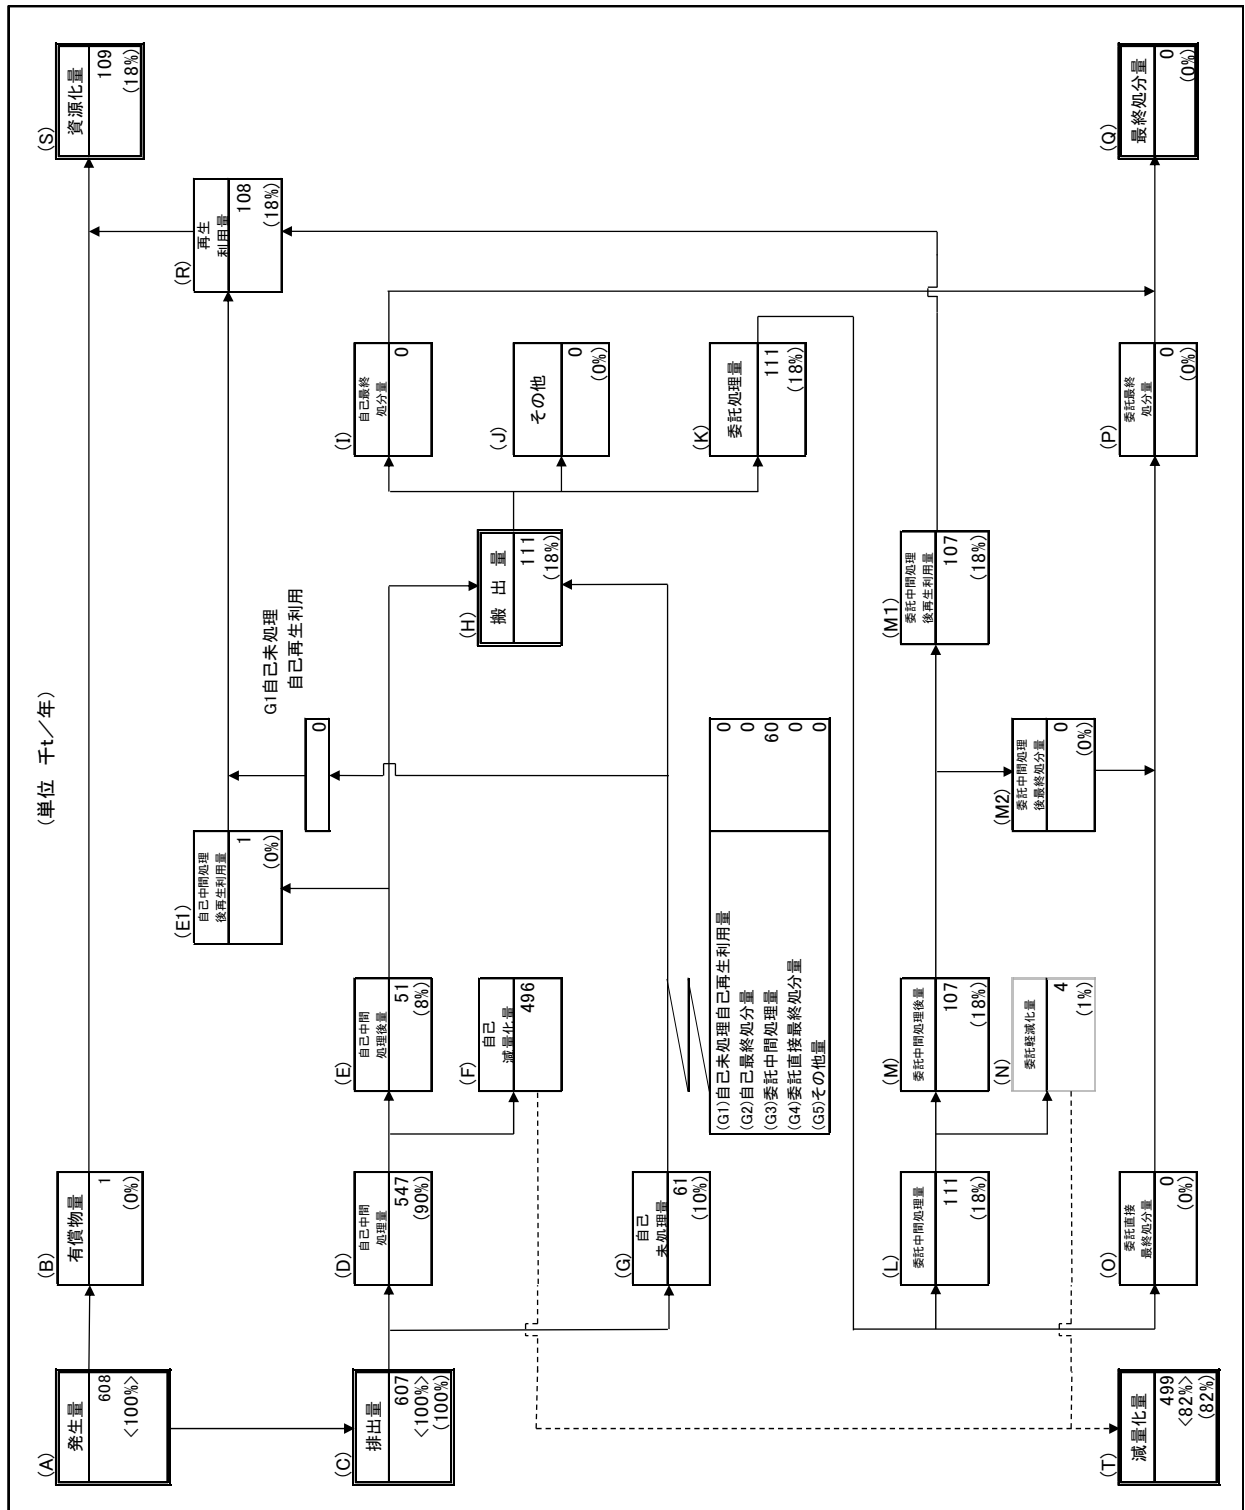 (単位 千t／年)
(A)
発生量
608
<100%>
(B)
有償物量
1
(0%)
(S)
資源化量
109
(18%)
(E1)
自己中間処理
後再生利用量
1
(0%)
(R)
再生
利用量
108
(18%)
G1自己未処理
自己再生利用
0
(C)
排出量
607
<100%>
(100%)
(D)
自己中間
処理量
547
(90%)
(E)
自己中間
処理後量
51
(8%)
(F)
自己
減量化量
496
(G)
自己
未処理量
61
(10%)
(H)
搬 出 量
111
(18%)
(I)
自己最終
処分量
0
(J)
その他
0
(0%)
(K)
委託処理量
111
(18%)
(G1)自己未処理自己再生利用量 0
(G2)自己最終処分量 0
(G3)委託中間処理量 60
(G4)委託直接最終処分量 0
(G5)その他量 0
(L)
委託中間処理量
111
(18%)
(M)
委託中間処理後量
107
(18%)
(M1)
委託中間処理
後再生利用量
107
(18%)
(N)
委託軽減化量
4
(1%)
(M2)
委託中間処理
後最終処分量
0
(0%)
(T)
減量化量
499
<82%>
(82%)
(O)
委託直接
最終処分量
0
(0%)
(P)
委託最終
処分量
0
(0%)
(Q)
最終処分量
0
(0%)